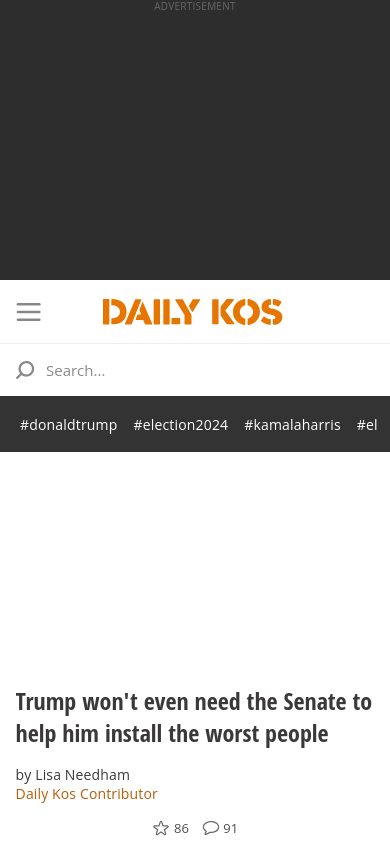 ADVERTISEMENT
DAILY KOS
Search...
#donaldtrump #election2024 #kamalaharris #el
Trump won't even need the Senate to
help him install the worst people
by Lisa Needham
Daily Kos Contributor
86 91